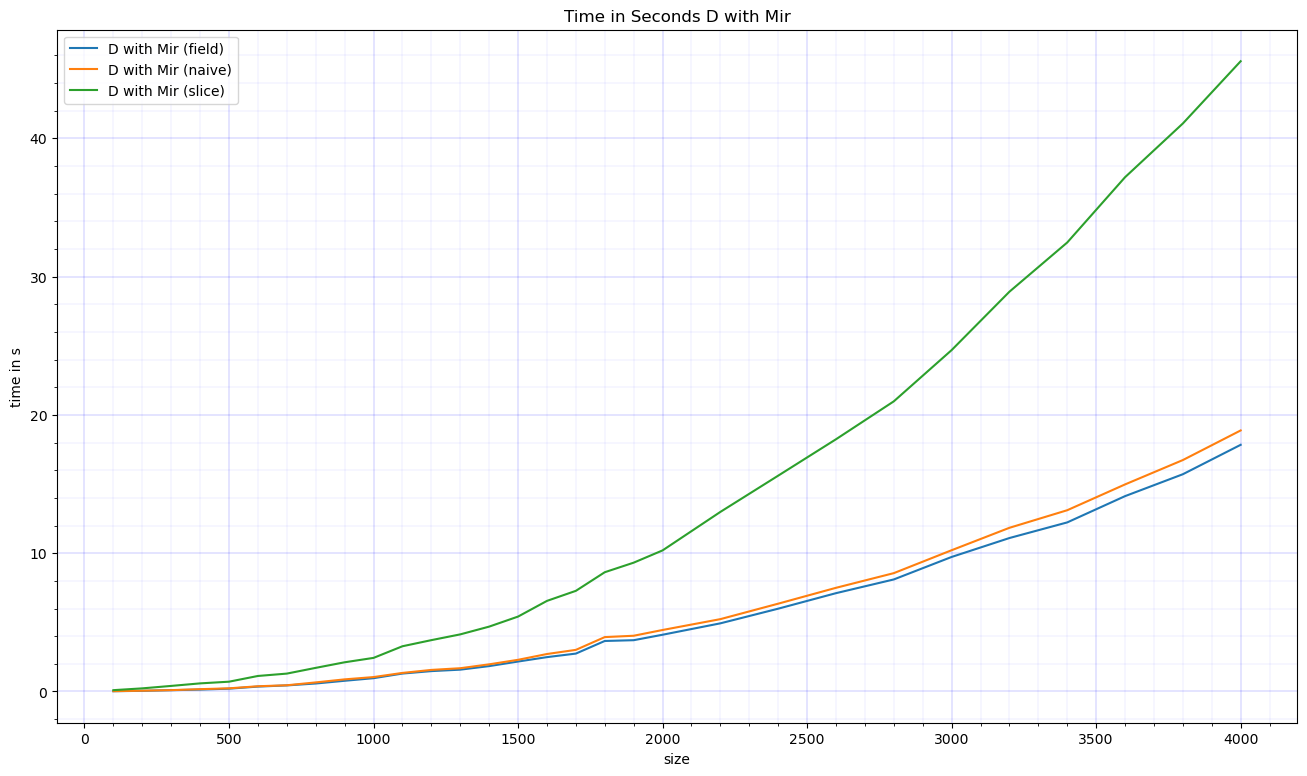 Time in Seconds D with Mir
D with Mir (field)
D with Mir (naive)
D with Mir (slice)
40
30
20
10
0
time in s
0 500 1000 1500 2000 2500 3000 3500 4000
size